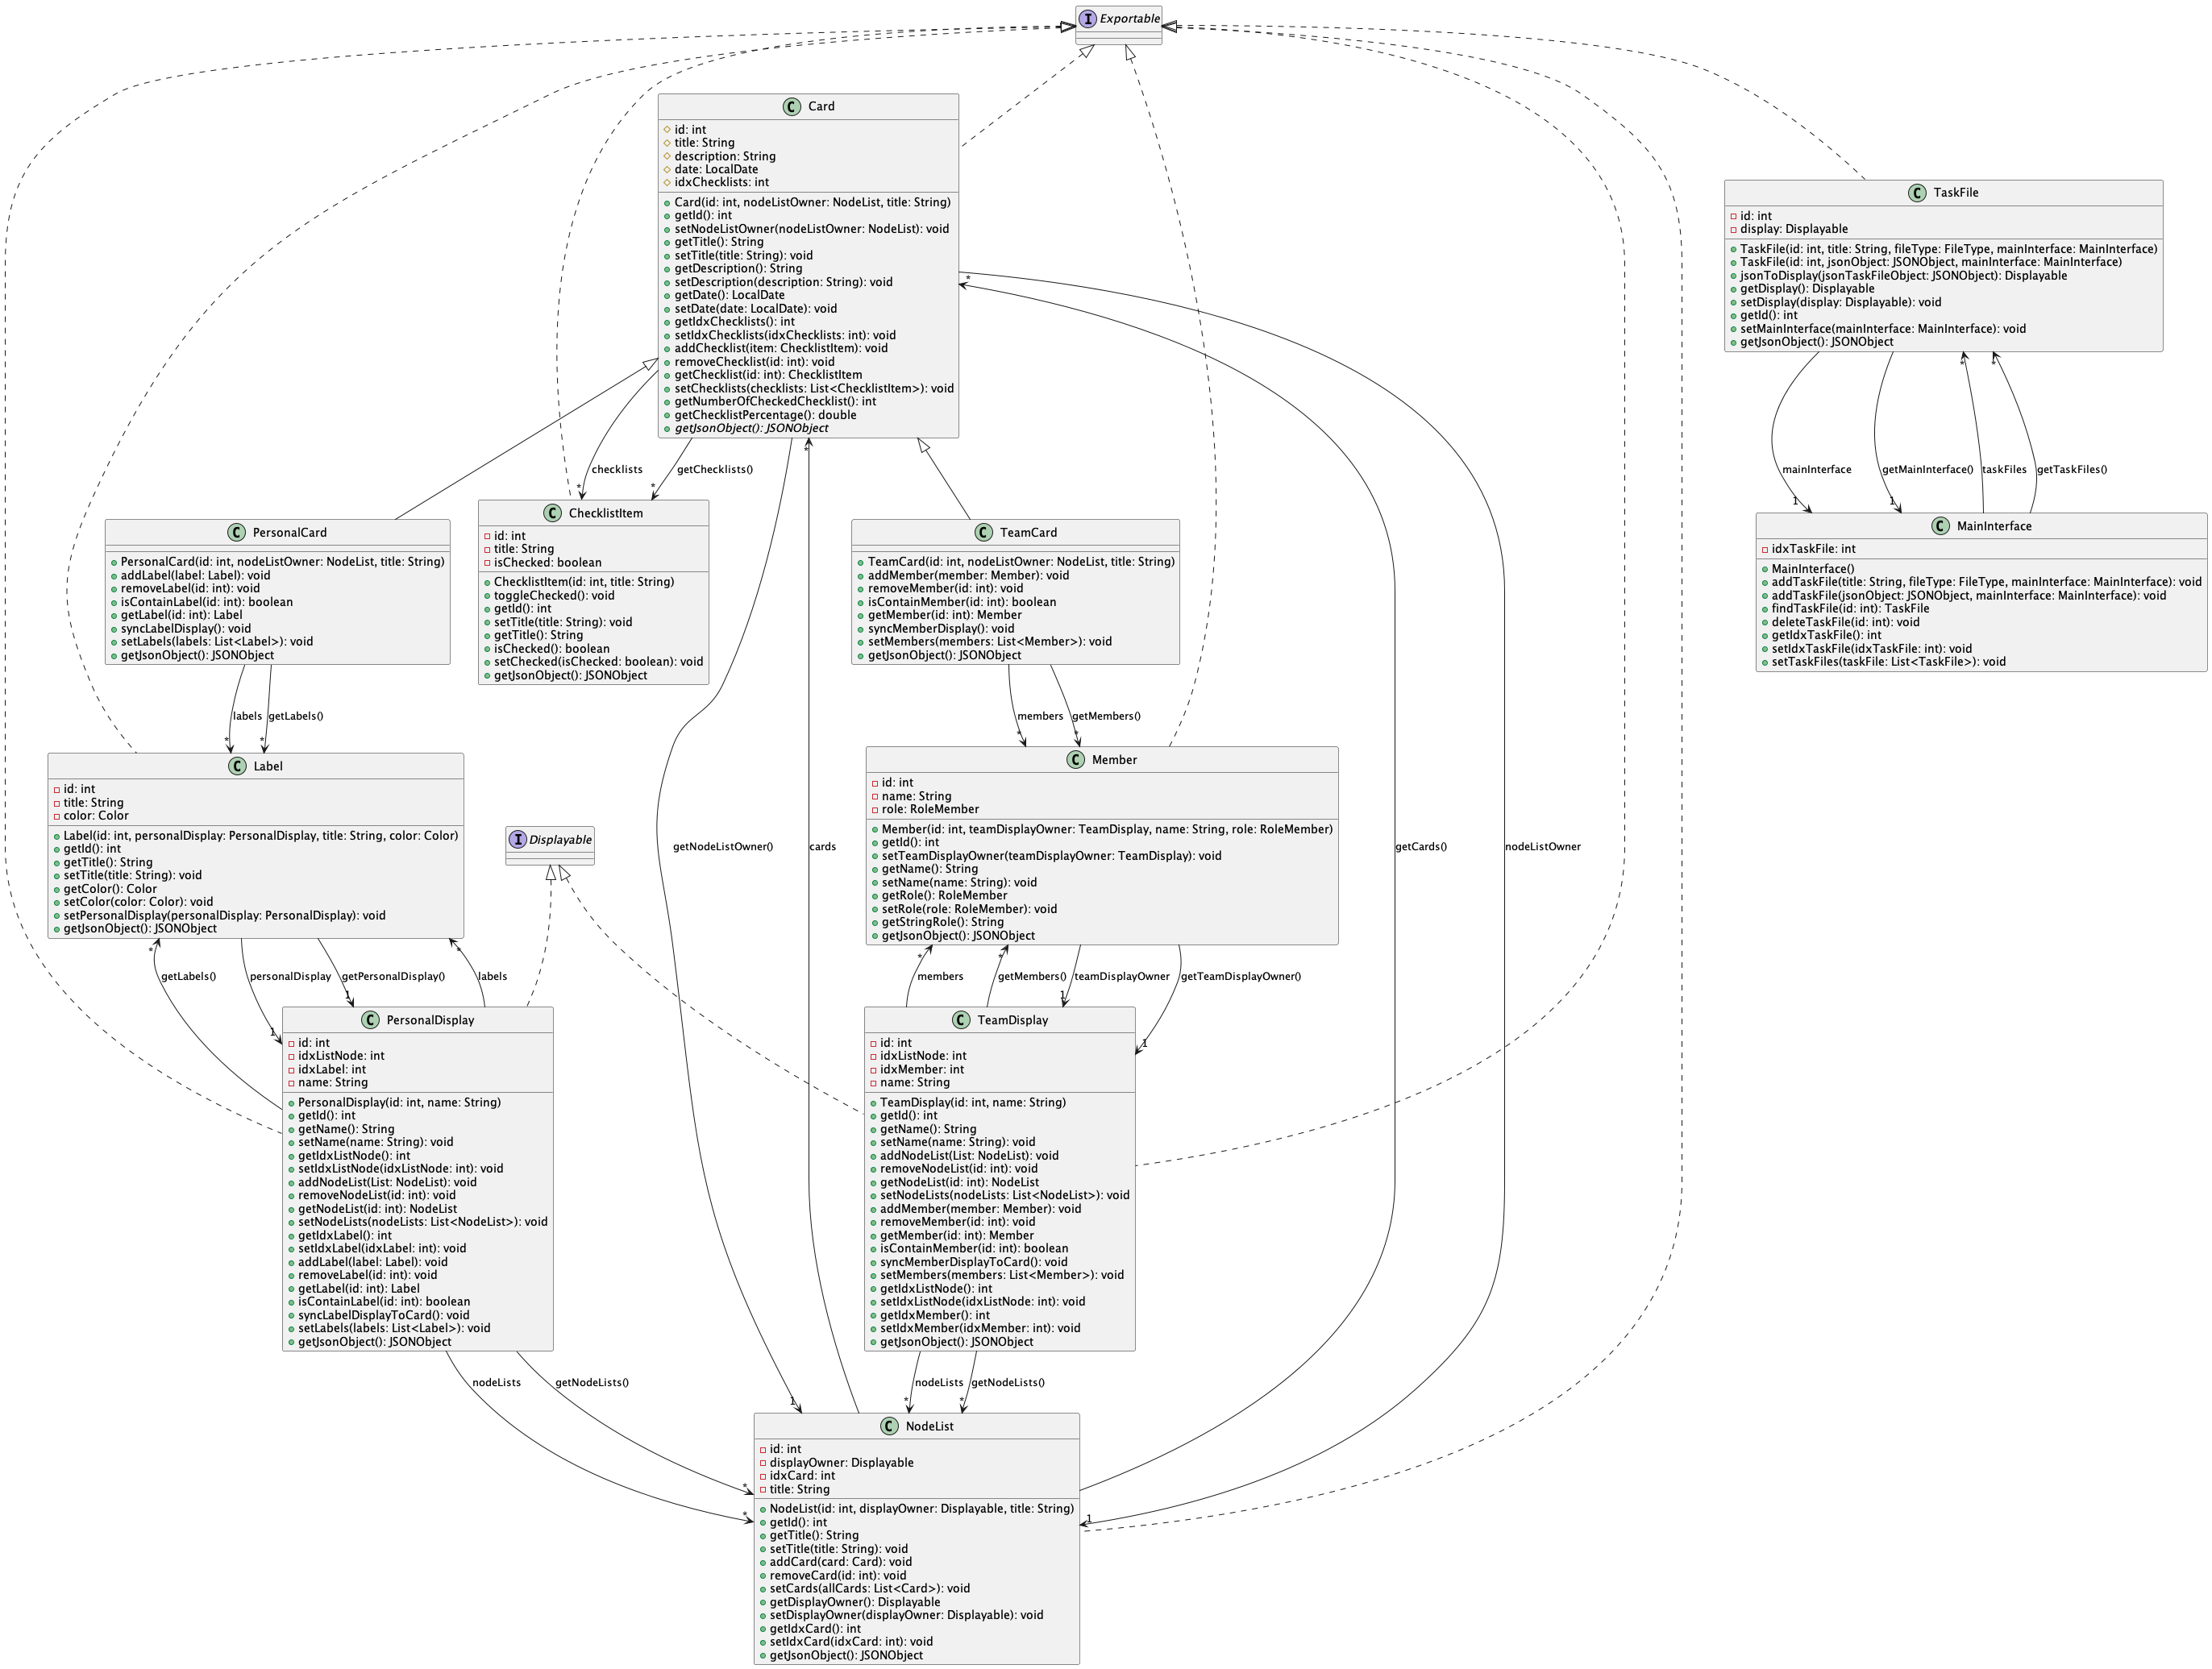 Exportable
Card
id: int
title: String
description: String
date: LocalDate
idxChecklists: int
Card(id: int, nodeListOwner: NodeList, title: String)
getId(): int
setNodeListOwner(nodeListOwner: NodeList): void
getTitle(): String
setTitle(title: String): void
getDescription(): String
setDescription(description: String): void
getDate(): LocalDate
setDate(date: LocalDate): void
getIdxChecklists(): int
setIdxChecklists(idxChecklists: int): void
addChecklist(item: ChecklistItem): void
removeChecklist(id: int): void
getChecklist(id: int): ChecklistItem
setChecklists(checklists: List<ChecklistItem>): void
getNumberOfCheckedChecklist(): int
getChecklistPercentage(): double
getJsonObject(): JSONObject
TaskFile
id: int
display: Displayable
TaskFile(id: int, title: String, fileType: FileType, mainInterface: MainInterface)
TaskFile(id: int, jsonObject: JSONObject, mainInterface: MainInterface)
jsonToDisplay(jsonTaskFileObject: JSONObject): Displayable
getDisplay(): Displayable
setDisplay(display: Displayable): void
getId(): int
setMainInterface(mainInterface: MainInterface): void
getJsonObject(): JSONObject
*
*
*
*
checklists
getChecklists()
mainInterface
getMainInterface()
taskFiles
getTaskFiles()
*
*
1
1
PersonalCard
PersonalCard(id: int, nodeListOwner: NodeList, title: String)
addLabel(label: Label): void
removeLabel(id: int): void
isContainLabel(id: int): boolean
getLabel(id: int): Label
syncLabelDisplay(): void
setLabels(labels: List<Label>): void
getJsonObject(): JSONObject
ChecklistItem
id: int
title: String
isChecked: boolean
ChecklistItem(id: int, title: String)
toggleChecked(): void
getId(): int
setTitle(title: String): void
getTitle(): String
isChecked(): boolean
setChecked(isChecked: boolean): void
getJsonObject(): JSONObject
TeamCard
TeamCard(id: int, nodeListOwner: NodeList, title: String)
addMember(member: Member): void
removeMember(id: int): void
isContainMember(id: int): boolean
getMember(id: int): Member
syncMemberDisplay(): void
setMembers(members: List<Member>): void
getJsonObject(): JSONObject
MainInterface
idxTaskFile: int
MainInterface()
addTaskFile(title: String, fileType: FileType, mainInterface: MainInterface): void
addTaskFile(jsonObject: JSONObject, mainInterface: MainInterface): void
findTaskFile(id: int): TaskFile
deleteTaskFile(id: int): void
getIdxTaskFile(): int
setIdxTaskFile(idxTaskFile: int): void
setTaskFiles(taskFile: List<TaskFile>): void
labels
getLabels()
members
getMembers()
*
*
*
*
Label
id: int
title: String
color: Color
Label(id: int, personalDisplay: PersonalDisplay, title: String, color: Color)
getId(): int
getTitle(): String
setTitle(title: String): void
getColor(): Color
setColor(color: Color): void
setPersonalDisplay(personalDisplay: PersonalDisplay): void
getJsonObject(): JSONObject
Displayable
Member
id: int
name: String
role: RoleMember
Member(id: int, teamDisplayOwner: TeamDisplay, name: String, role: RoleMember)
getId(): int
setTeamDisplayOwner(teamDisplayOwner: TeamDisplay): void
getName(): String
setName(name: String): void
getRole(): RoleMember
setRole(role: RoleMember): void
getStringRole(): String
getJsonObject(): JSONObject
getNodeListOwner()
cards
getCards()
nodeListOwner
*
*
*
*
getLabels()
personalDisplay
getPersonalDisplay()
labels
members
getMembers()
teamDisplayOwner
getTeamDisplayOwner()
1
1
1
1
PersonalDisplay
id: int
idxListNode: int
idxLabel: int
name: String
PersonalDisplay(id: int, name: String)
getId(): int
getName(): String
setName(name: String): void
getIdxListNode(): int
setIdxListNode(idxListNode: int): void
addNodeList(List: NodeList): void
removeNodeList(id: int): void
getNodeList(id: int): NodeList
setNodeLists(nodeLists: List<NodeList>): void
getIdxLabel(): int
setIdxLabel(idxLabel: int): void
addLabel(label: Label): void
removeLabel(id: int): void
getLabel(id: int): Label
isContainLabel(id: int): boolean
syncLabelDisplayToCard(): void
setLabels(labels: List<Label>): void
getJsonObject(): JSONObject
TeamDisplay
id: int
idxListNode: int
idxMember: int
name: String
TeamDisplay(id: int, name: String)
getId(): int
getName(): String
setName(name: String): void
addNodeList(List: NodeList): void
removeNodeList(id: int): void
getNodeList(id: int): NodeList
setNodeLists(nodeLists: List<NodeList>): void
addMember(member: Member): void
removeMember(id: int): void
getMember(id: int): Member
isContainMember(id: int): boolean
syncMemberDisplayToCard(): void
setMembers(members: List<Member>): void
getIdxListNode(): int
setIdxListNode(idxListNode: int): void
getIdxMember(): int
setIdxMember(idxMember: int): void
getJsonObject(): JSONObject
nodeLists
getNodeLists()
nodeLists
getNodeLists()
1
*
*
*
*
1
NodeList
id: int
displayOwner: Displayable
idxCard: int
title: String
NodeList(id: int, displayOwner: Displayable, title: String)
getId(): int
getTitle(): String
setTitle(title: String): void
addCard(card: Card): void
removeCard(id: int): void
setCards(allCards: List<Card>): void
getDisplayOwner(): Displayable
setDisplayOwner(displayOwner: Displayable): void
getIdxCard(): int
setIdxCard(idxCard: int): void
getJsonObject(): JSONObject